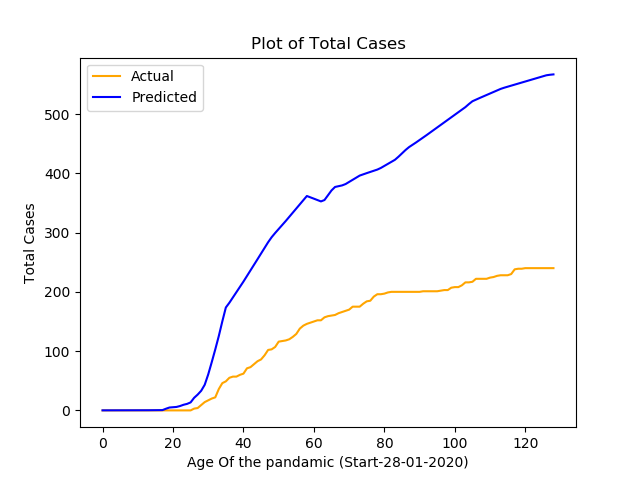 Plot of Total Cases
Actual
Predicted
Total Cases
500
400
300
200
100
0
0 20 40 60 80 100 120
Age Of the pandamic (Start-28-01-2020)